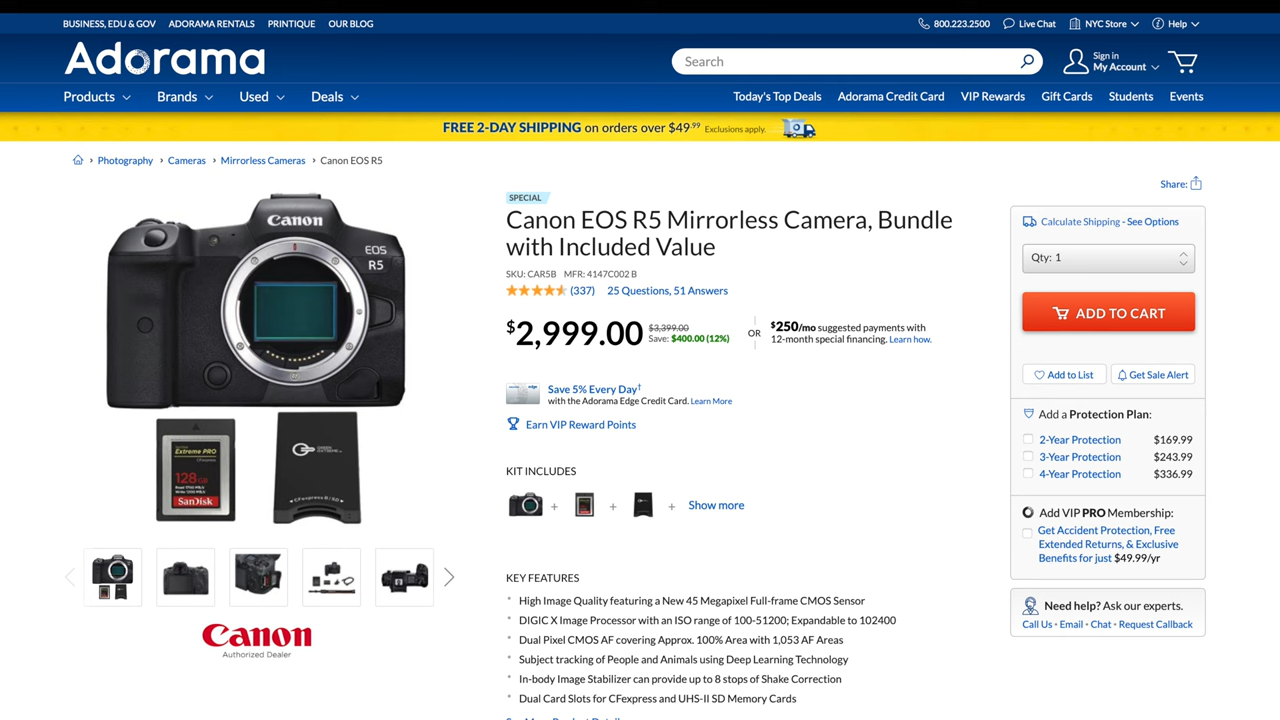 BUSINESS, EDU & GOV ADORAMA RENTALS PRINTIQUE OUR BLOG
800.223.2500 Live Chat NYC Store Help
Adorama
Search
Sign in
My Account
Products Brands Used Deals
Today's Top Deals Adorama Credit Card VIP Rewards Gift Cards Students Events
FREE 2-DAY SHIPPING on orders over $49.99 Exclusions apply.
Photography › Cameras › Mirrorless Cameras › Canon EOS R5
Share:
Canon
EOS
R5
Extreme PRO
128GB
SanDisk
Canon
Authorized Dealer
SPECIAL
Canon EOS R5 Mirrorless Camera, Bundle
with Included Value
SKU: CAR5B MFR: 4147C002 B
(337) 25 Questions, 51 Answers
$2,999.00
$3,399.00
Save: $400.00 (12%)
OR
$250/mo suggested payments with
12-month special financing. Learn how.
Save 5% Every Day†
with the Adorama Edge Credit Card. Learn More
Earn VIP Reward Points
KIT INCLUDES
+ + + Show more
KEY FEATURES
• High Image Quality featuring a New 45 Megapixel Full-frame CMOS Sensor
• DIGIC X Image Processor with an ISO range of 100-51200; Expandable to 102400
• Dual Pixel CMOS AF covering Approx. 100% Area with 1,053 AF Areas
• Subject tracking of People and Animals using Deep Learning Technology
• In-body Image Stabilizer can provide up to 8 stops of Shake Correction
• Dual Card Slots for CFexpress and UHS-II SD Memory Cards
Calculate Shipping - See Options
Qty: 1
ADD TO CART
Add to List
Get Sale Alert
Add a Protection Plan:
2-Year Protection $169.99
3-Year Protection $243.99
4-Year Protection $336.99
Add VIP PRO Membership:
Get Accident Protection, Free
Extended Returns, & Exclusive
Benefits for just $49.99/yr
Need help? Ask our experts.
Call Us - Email - Chat - Request Callback